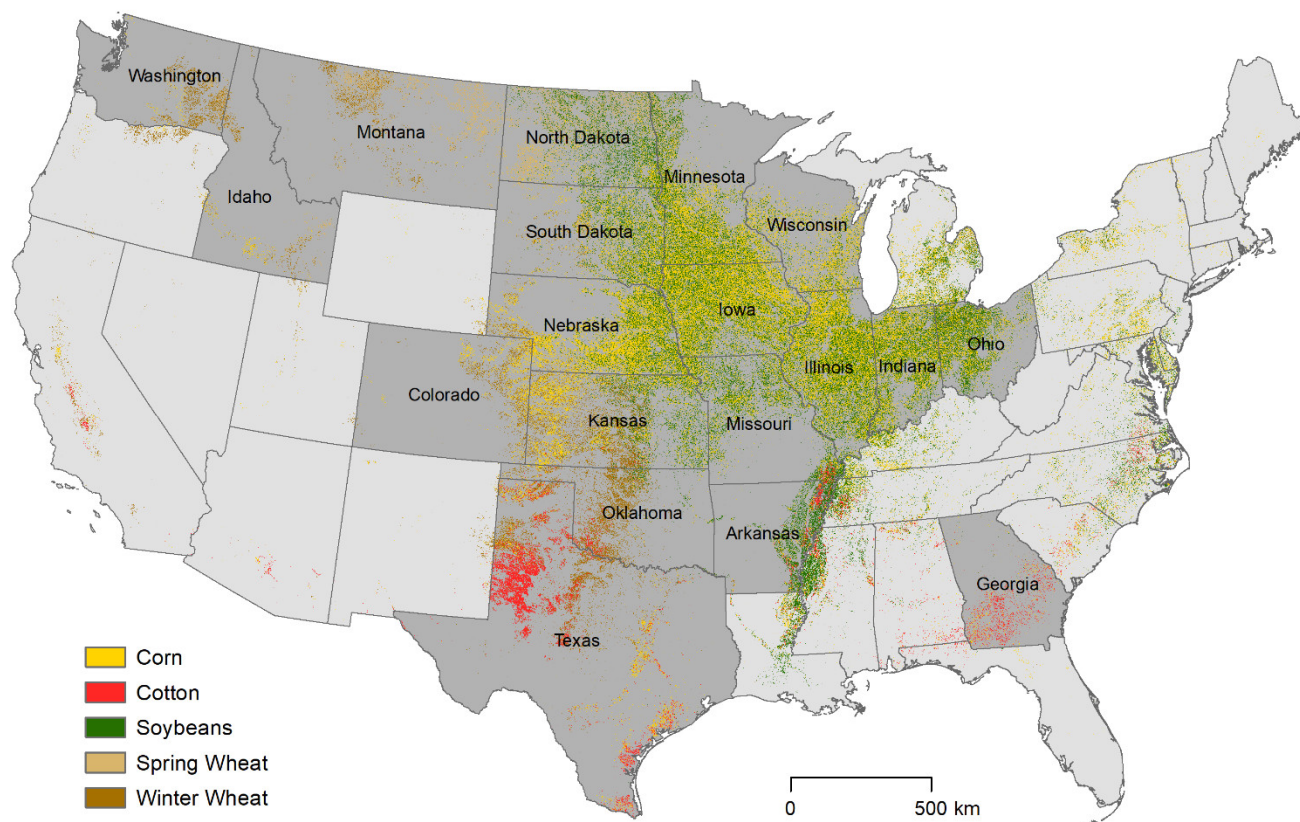 Washington
Montana
North Dakota
Minnesota
Idaho
South Dakota
Wisconsin
Nebraska
Iowa
Illinois
Indiana
Ohio
Colorado
Kansas
Missouri
Oklahoma
Arkansas
Georgia
Texas
Corn
Cotton
Soybeans
Spring Wheat
Winter Wheat
0 500 km